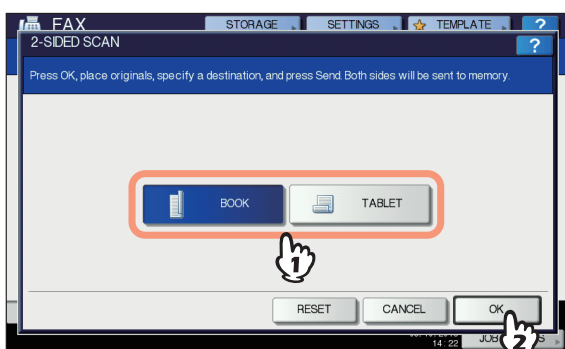 FAX STORAGE SETTINGS TEMPLATE ?
2-SIDED SCAN ?
Press OK, place originals, specify a destination, and press Send. Both sides will be sent to memory.
BOOK TABLET
1
RESET CANCEL OK
2
14 : 22 JOB S